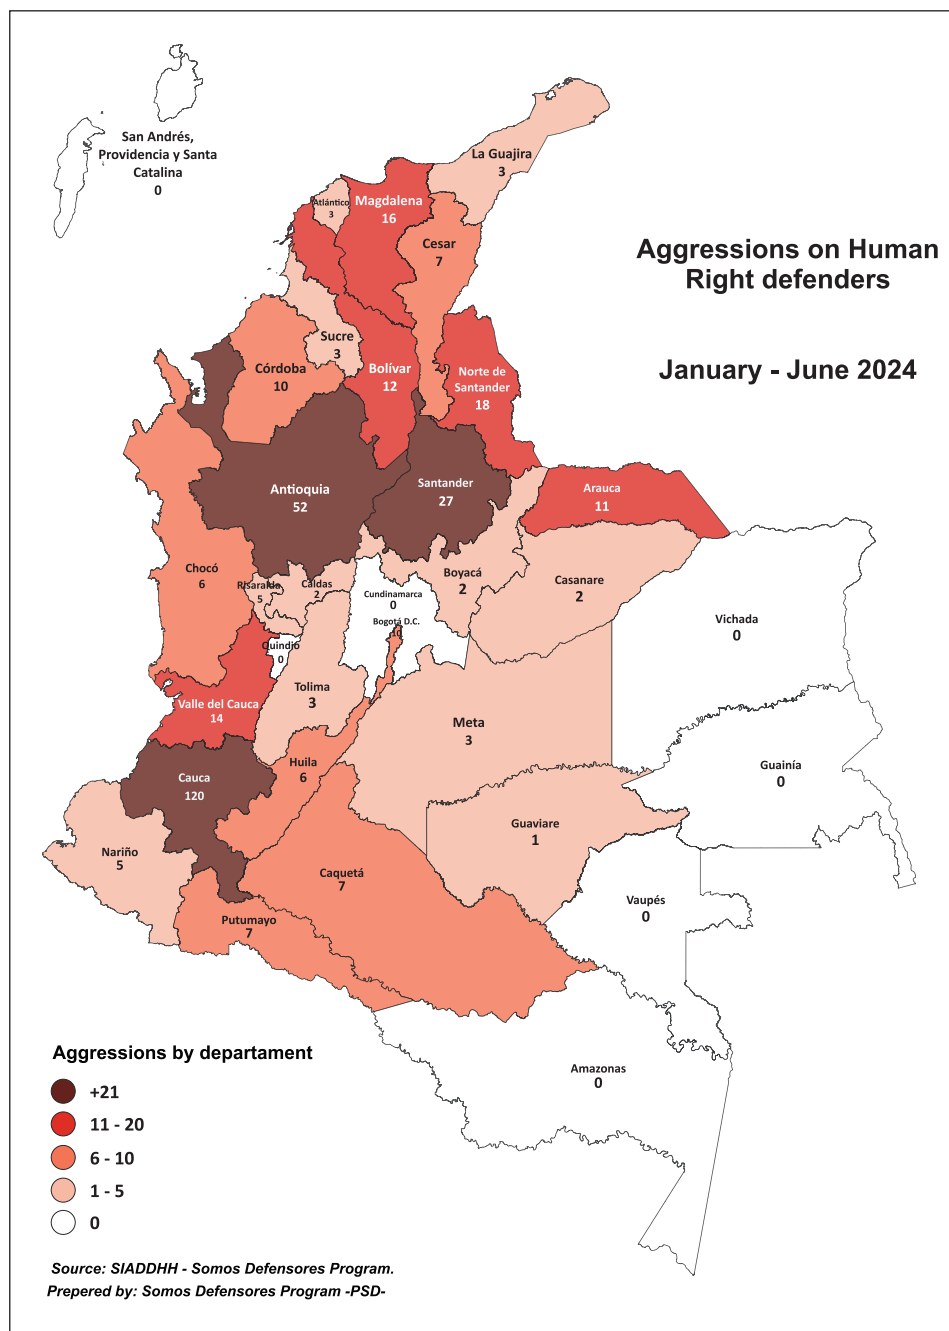 San Andrés,
Providencia y Santa
Catalina
0
La Guajira
3
Atlántico
3
Magdalena
16
Cesar
7
Aggressions on Human
Right defenders
January - June 2024
Sucre
3
Córdoba
10
Bolívar
12
Norte de
Santander
18
Antioquia
52
Santander
27
Arauca
11
Chocó
6
Risaralda
5
Caldas
2
Cundinamarca
0
Bogotá D.C.
10
Boyacá
2
Casanare
2
Vichada
0
Quindío
0
Tolima
3
Valle del Cauca
14
Meta
3
Huila
6
Guainía
0
Cauca
120
Guaviare
1
Nariño
5
Caquetá
7
Vaupés
0
Putumayo
7
Amazonas
0
Aggressions by departament
+21
11 - 20
6 - 10
1 - 5
0
Source: SIADDHH - Somos Defensores Program.
Prepered by: Somos Defensores Program -PSD-